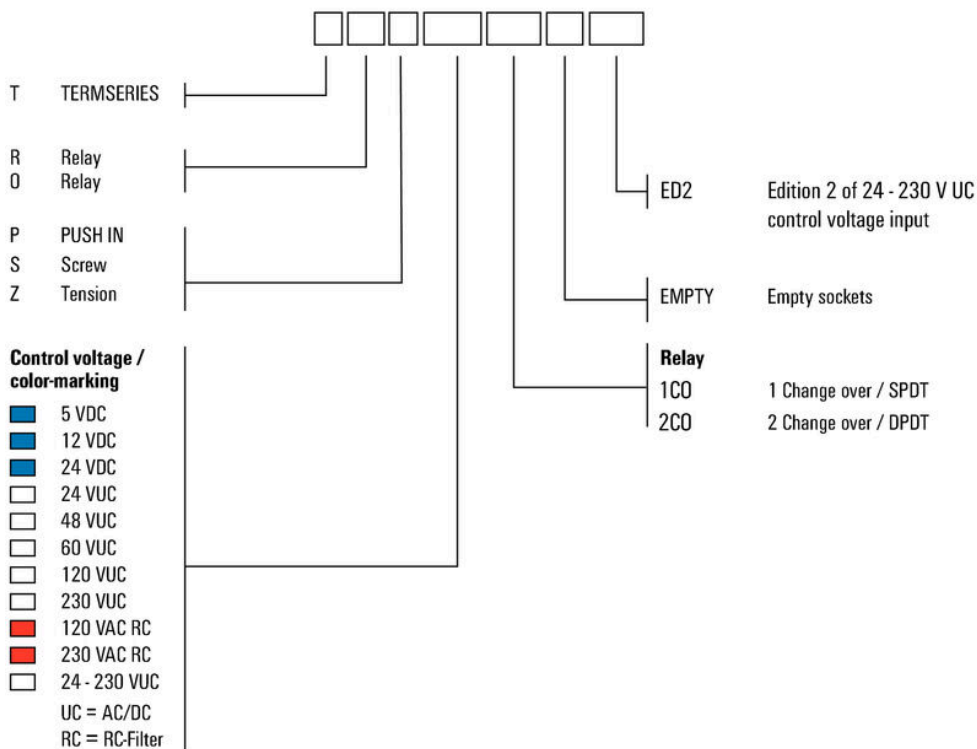 T TERMSERIES
R Relay
O Relay
P PUSH IN
S Screw
Z Tension
Control voltage /
color-marking
5 VDC
12 VDC
24 VDC
24 VUC
48 VUC
60 VUC
120 VUC
230 VUC
120 VAC RC
230 VAC RC
24 - 230 VUC
UC = AC/DC
RC = RC-Filter
ED2 Edition 2 of 24 - 230 V UC
control voltage input
EMPTY Empty sockets
Relay
1CO 1 Change over / SPDT
2CO 2 Change over / DPDT